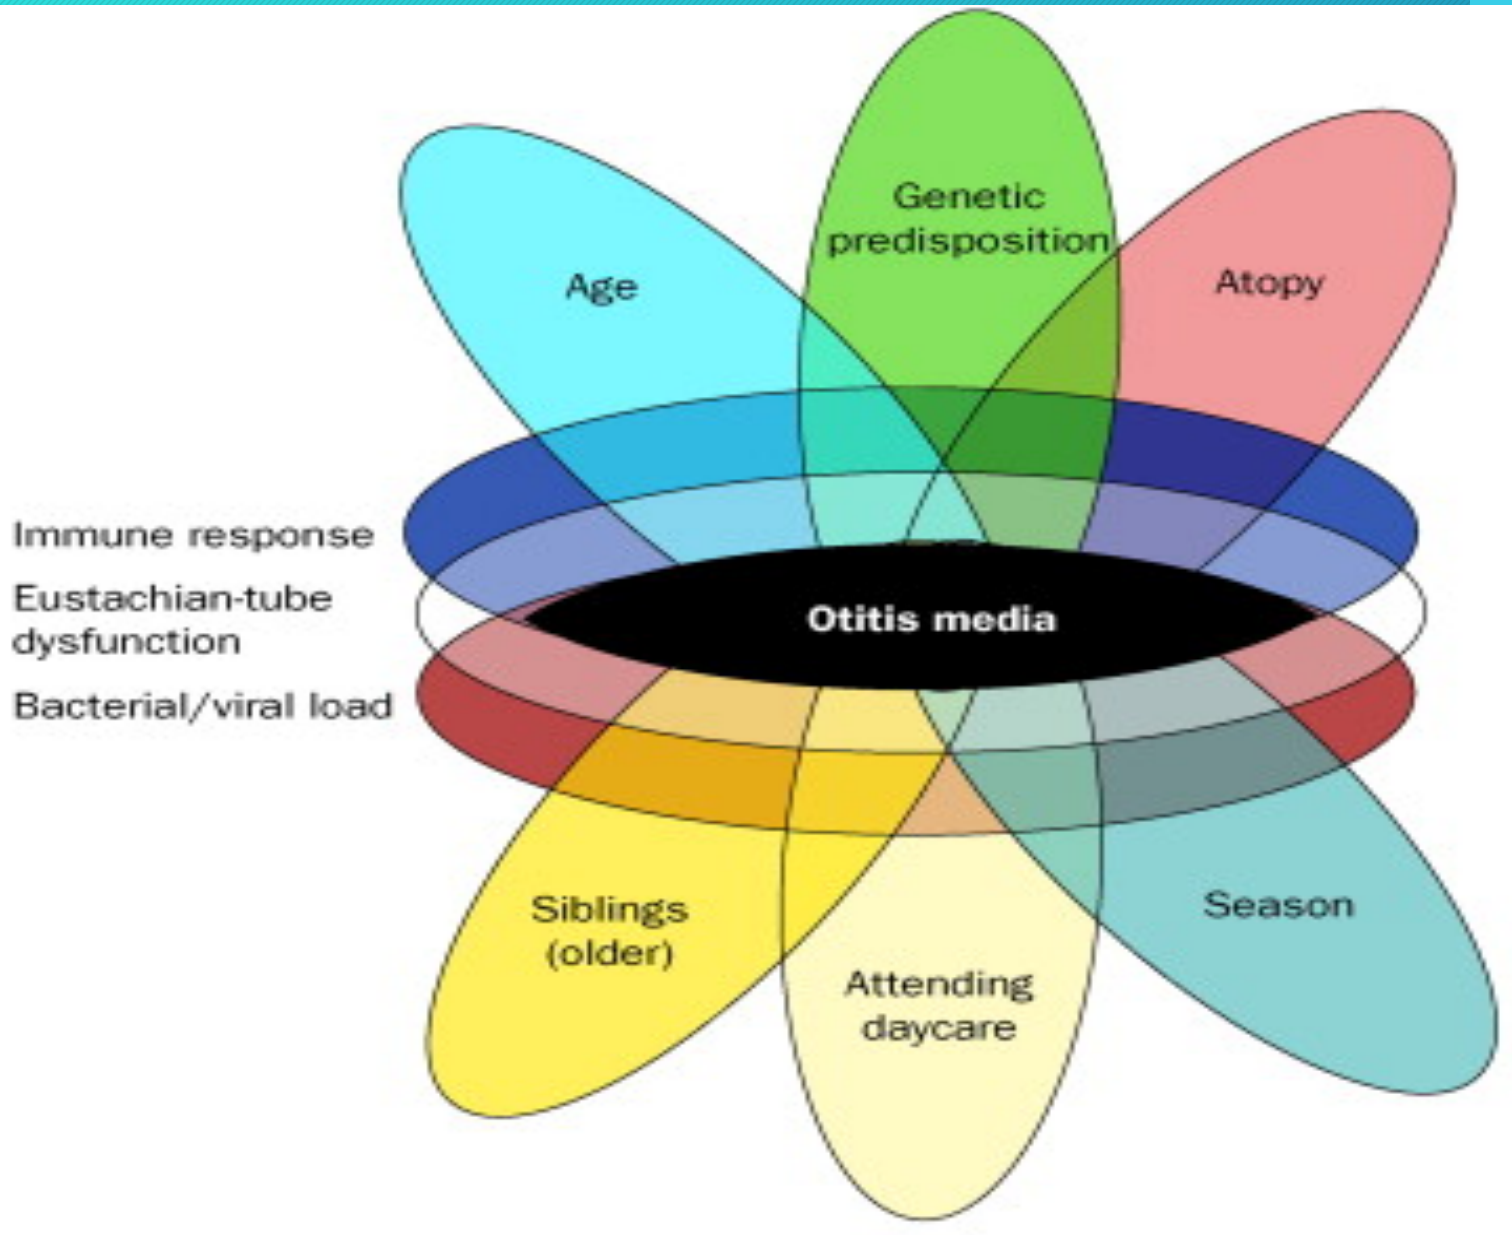 Genetic
predisposition
Age
Atopy
Immune response
Eustachian-tube
dysfunction
Bacterial/viral load
Otitis media
Siblings
(older)
Attending
daycare
Season